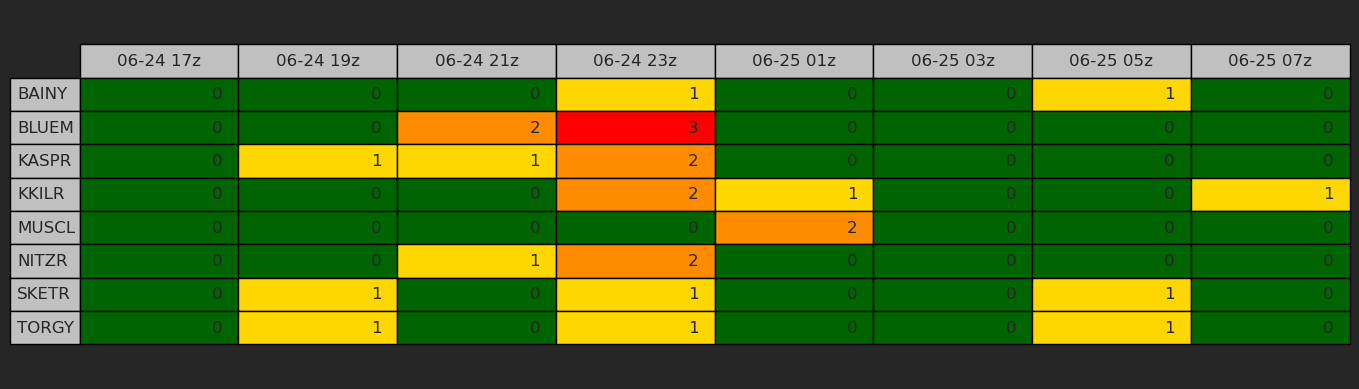 06-24 17z 06-24 19z 06-24 21z 06-24 23z 06-25 01z 06-25 03z 06-25 05z 06-25 07z
BAINY 0 0 0 1 0 0 1 0
BLUEM 0 0 2 3 0 0 0 0
KASPR 0 1 1 2 0 0 0 0
KKILR 0 0 0 2 1 0 0 1
MUSCL 0 0 0 0 2 0 0 0
NITZR 0 0 1 2 0 0 0 0
SKETR 0 1 0 1 0 0 1 0
TORGY 0 1 0 1 0 0 1 0